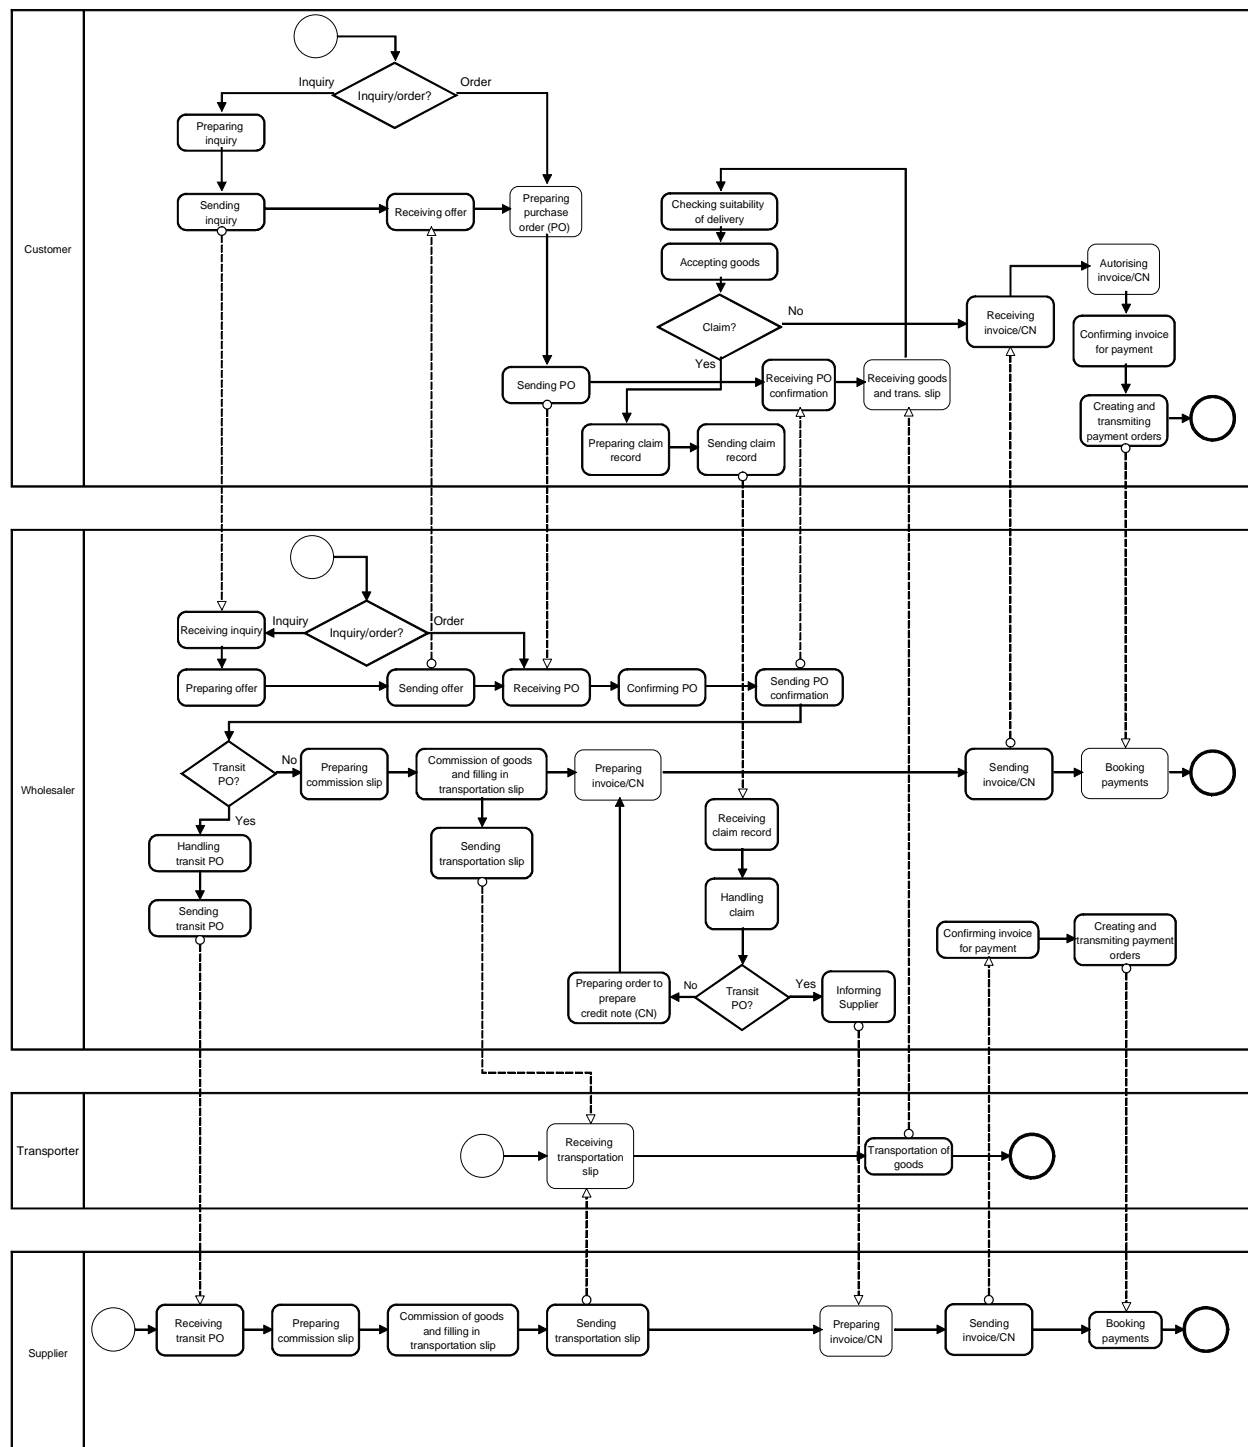 Customer
Inquiry
Order
Inquiry/order?
Preparing
inquiry
Sending
inquiry
Receiving offer
Preparing
purchase
order (PO)
Checking suitability
of delivery
Accepting goods
Claim?
No
Yes
Autorising
invoice/CN
Receiving
invoice/CN
Confirming invoice
for payment
Sending PO
Receiving PO
confirmation
Receiving goods
and trans. slip
Creating and
transmiting
payment orders
Preparing claim
record
Sending claim
record
Wholesaler
Receiving inquiry
Inquiry
Inquiry/order?
Order
Preparing offer
Sending offer
Receiving PO
Confirming PO
Sending PO
confirmation
Transit
PO?
No
Yes
Preparing
commission slip
Commission of goods
and filling in
transportation slip
Preparing
invoice/CN
Sending
invoice/CN
Booking
payments
Handling
transit PO
Sending
transportation slip
Receiving
claim record
Sending
transit PO
Handling
claim
Confirming invoice
for payment
Creating and
transmiting payment
orders
Preparing order to
prepare
credit note (CN)
No
Transit
PO?
Yes
Informing
Supplier
Transporter
Receiving
transportation
slip
Transportation of
goods
Supplier
Receiving
transit PO
Preparing
commission slip
Commission of goods
and filling in
transportation slip
Sending
transportation slip
Preparing
invoice/CN
Sending
invoice/CN
Booking
payments